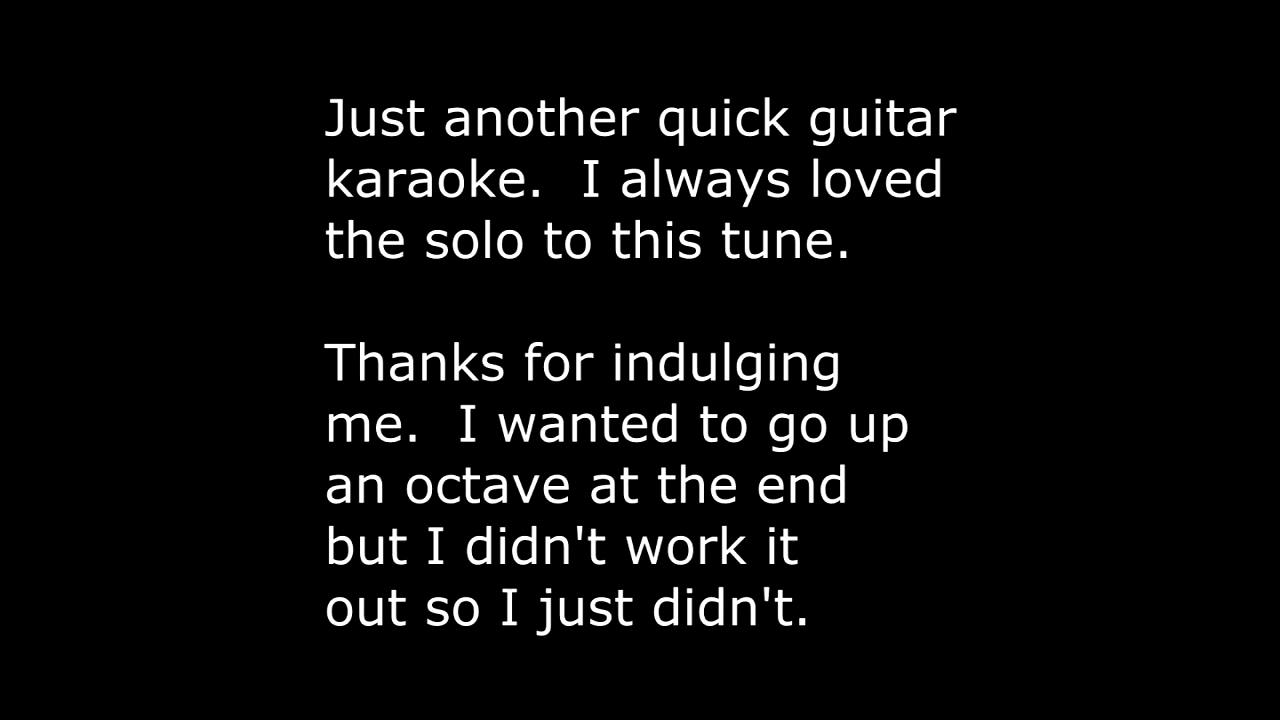 Just another quick guitar
karaoke.  I always loved
the solo to this tune.

Thanks for indulging
me.  I wanted to go up
an octave at the end
but I didn't work it
out so I just didn't.